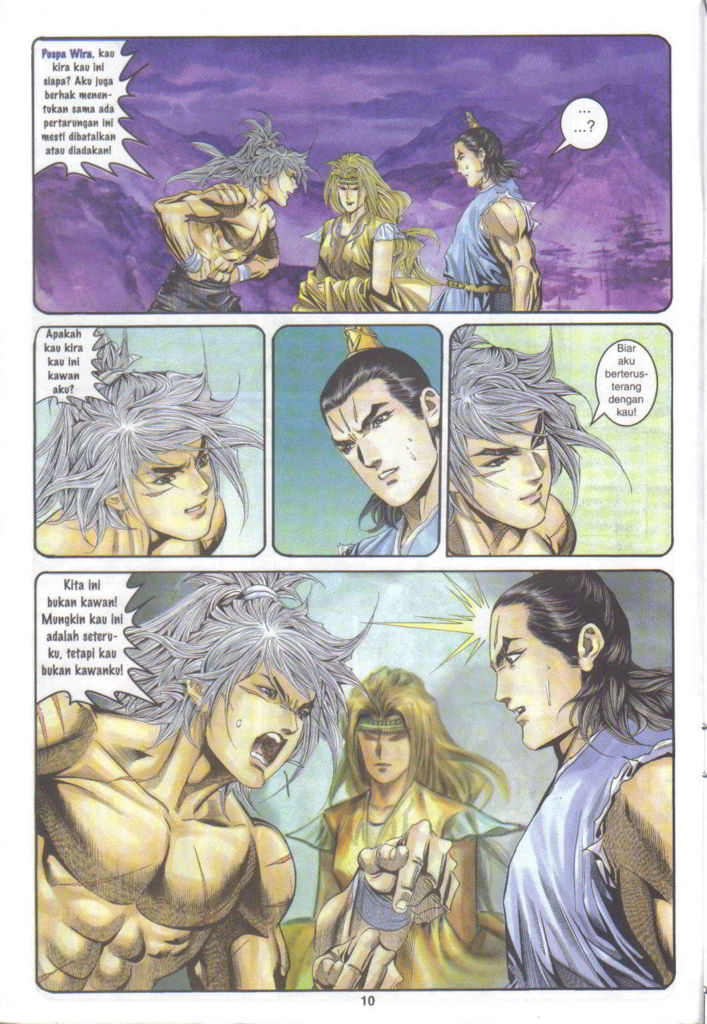 Puspa Wira, kau
kira kau ini
siapa? Aku juga
berhak menen-
tukan sama ada
pertarungan ini
mesti dibatalkan
atau diadakan!
...
...?
Apakah
kau kira
kau ini
kawan
aku?
Biar
aku
berterus-
terang
dengan
kau!
Kita ini
bukan kawan!
Mungkin kau ini
adalah seteru-
ku, tetapi kau
bukan kawanku!
10